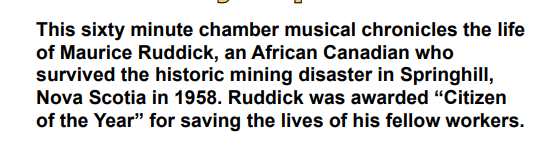 This sixty minute chamber musical chronicles the life
of Maurice Ruddick, an African Canadian who
survived the historic mining disaster in Springhill,
Nova Scotia in 1958. Ruddick was awarded “Citizen
of the Year” for saving the lives of his fellow workers.